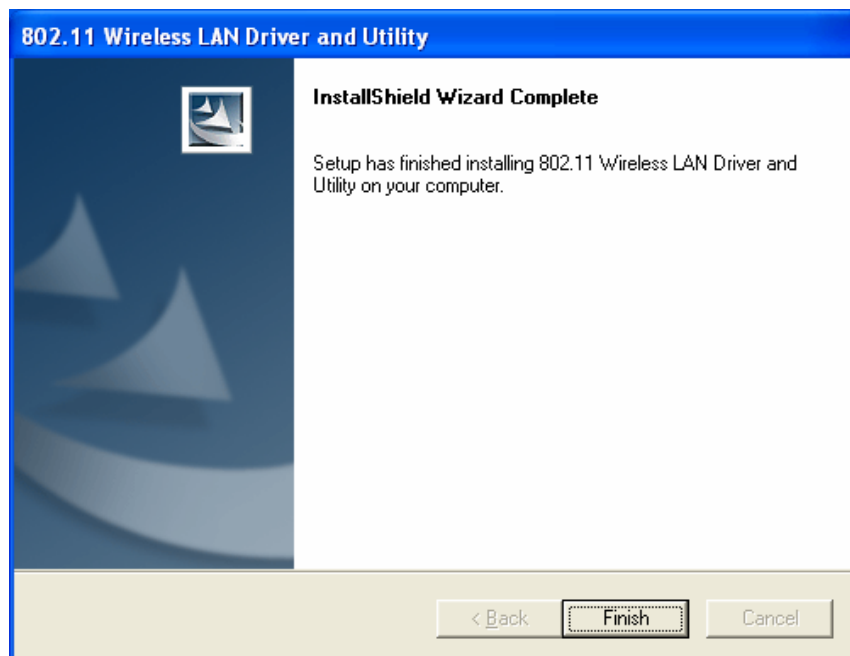 802.11 Wireless LAN Driver and Utility
InstallShield Wizard Complete
Setup has finished installing 802.11 Wireless LAN Driver and
Utility on your computer.
< Back
Finish
Cancel